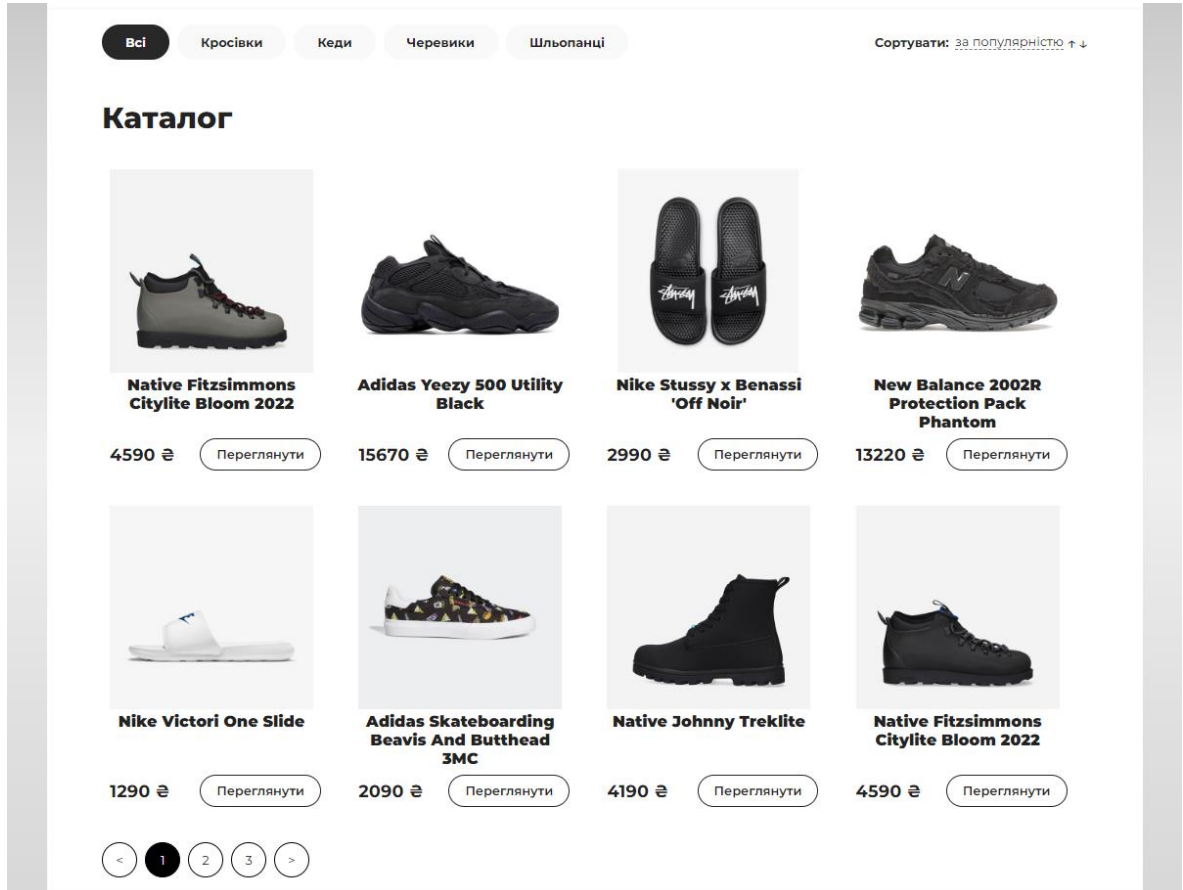 Всі Кросівки Кеди Черевики Шльопанці Сортувати: за популярністю ↑ ↓
Каталог
Stussy Stussy
N
Native Fitzsimmons Citylite Bloom 2022
Adidas Yeezy 500 Utility Black
Nike Stussy x Benassi 'Off Noir'
New Balance 2002R Protection Pack Phantom
4590 ₴ Переглянути 15670 ₴ Переглянути 2990 ₴ Переглянути 13220 ₴ Переглянути
Nike Victori One Slide
Adidas Skateboarding Beavis And Butthead 3MC
Native Johnny Treklite
Native Fitzsimmons Citylite Bloom 2022
1290 ₴ Переглянути 2090 ₴ Переглянути 4190 ₴ Переглянути 4590 ₴ Переглянути
< 1 2 3 >